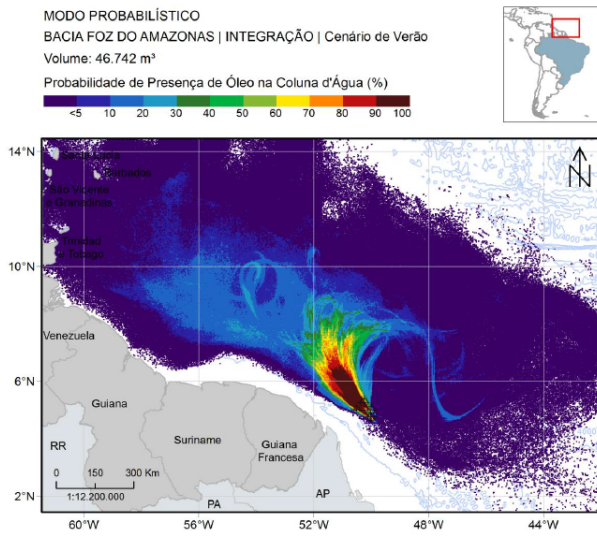 MODO PROBABILÍSTICO
BACIA FOZ DO AMAZONAS | INTEGRAÇÃO | Cenário de Verão
Volume: 46.742 m³
Probabilidade de Presença de Óleo na Coluna d'Água (%)
<5 10 20 30 40 50 60 70 80 90 100
14°N
Santa Lúcia
Barbados
São Vicente
e Granadinas
Trinidad
e Tobago
10°N
N
Venezuela
6°N
Guiana
Suriname
Guiana
Francesa
RR
0 150 300 Km
1:12.200.000
PA
AP
2°N
60°W 56°W 52°W 48°W 44°W